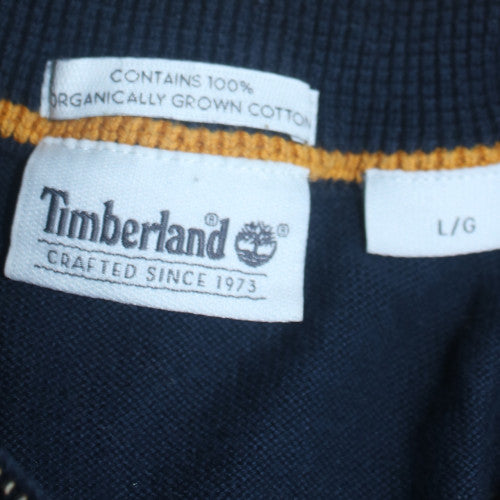 CONTAINS 100%
ORGANICALLY GROWN COTTON
Timberland® ®
CRAFTED SINCE 1973
L/G